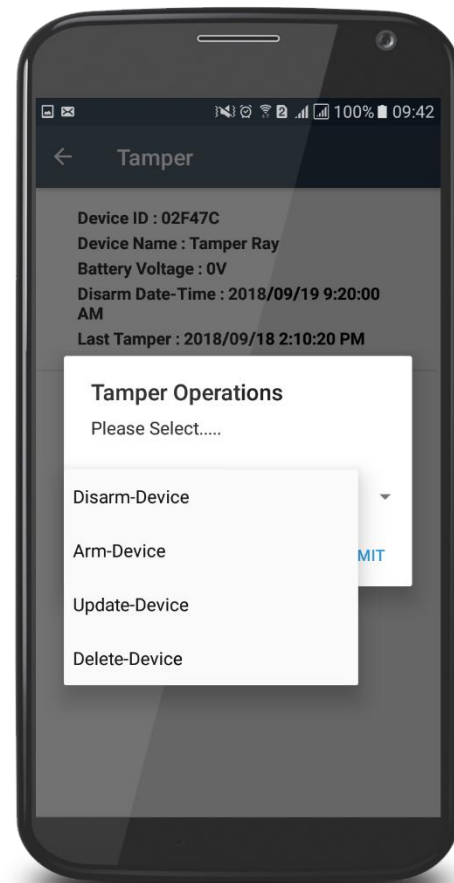 2
100% 09:42
Tamper
Device ID : 02F47C
Device Name : Tamper Ray
Battery Voltage : 0V
Disarm Date-Time : 2018/09/19 9:20:00
AM
Last Tamper : 2018/09/18 2:10:20 PM
Tamper Operations
Please Select.....
Disarm-Device
Arm-Device
MIT
Update-Device
Delete-Device